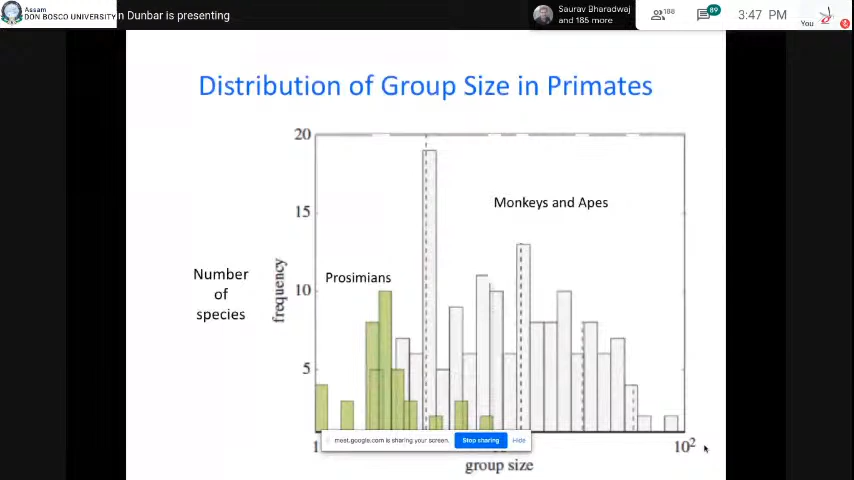 Assam
DON BOSCO UNIVERSITY
n Dunbar is presenting
Saurav Bharadwaj
and 185 more
188
89
3:47 PM
You
Distribution of Group Size in Primates
20
15
10
5
frequency
Number
of
species
Prosimians
Monkeys and Apes
meet.google.com is sharing your screen.
Stop sharing
Hide
10²
group size